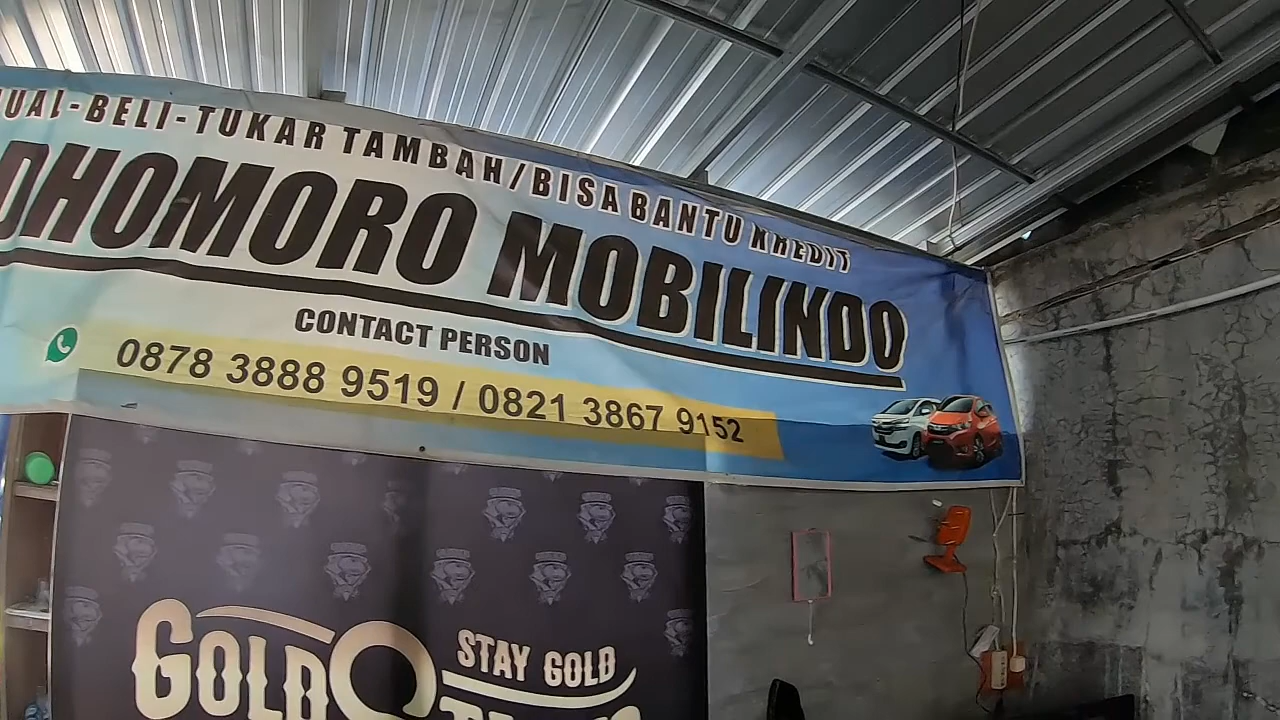 JUAL-BELI-TUKAR TAMBAH/BISA BANTU KREDIT
DHOMORO MOBILINDO
CONTACT PERSON
0878 3888 9519 / 0821 3867 9152
STAY GOLD
GOLD